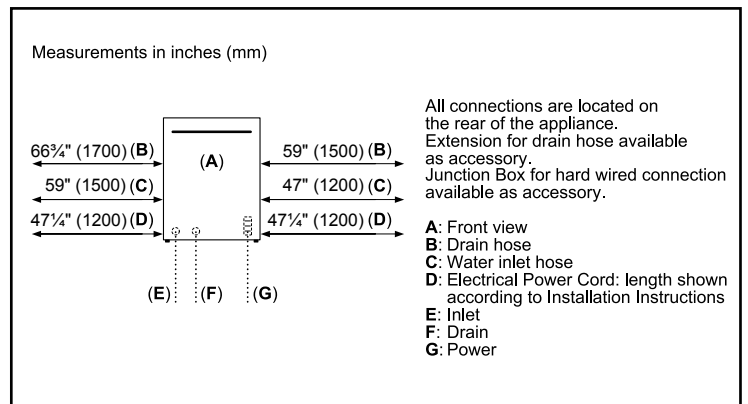 Measurements in inches (mm)
66¾" (1700) (B)
59" (1500) (C)
47¼" (1200) (D)
(A)
59" (1500) (B)
47" (1200) (C)
47¼" (1200) (D)
(E)
(F)
(G)
All connections are located on
the rear of the appliance.
Extension for drain hose available
as accessory.
Junction Box for hard wired connection
available as accessory.
A: Front view
B: Drain hose
C: Water inlet hose
D: Electrical Power Cord: length shown
according to Installation Instructions
E: Inlet
F: Drain
G: Power